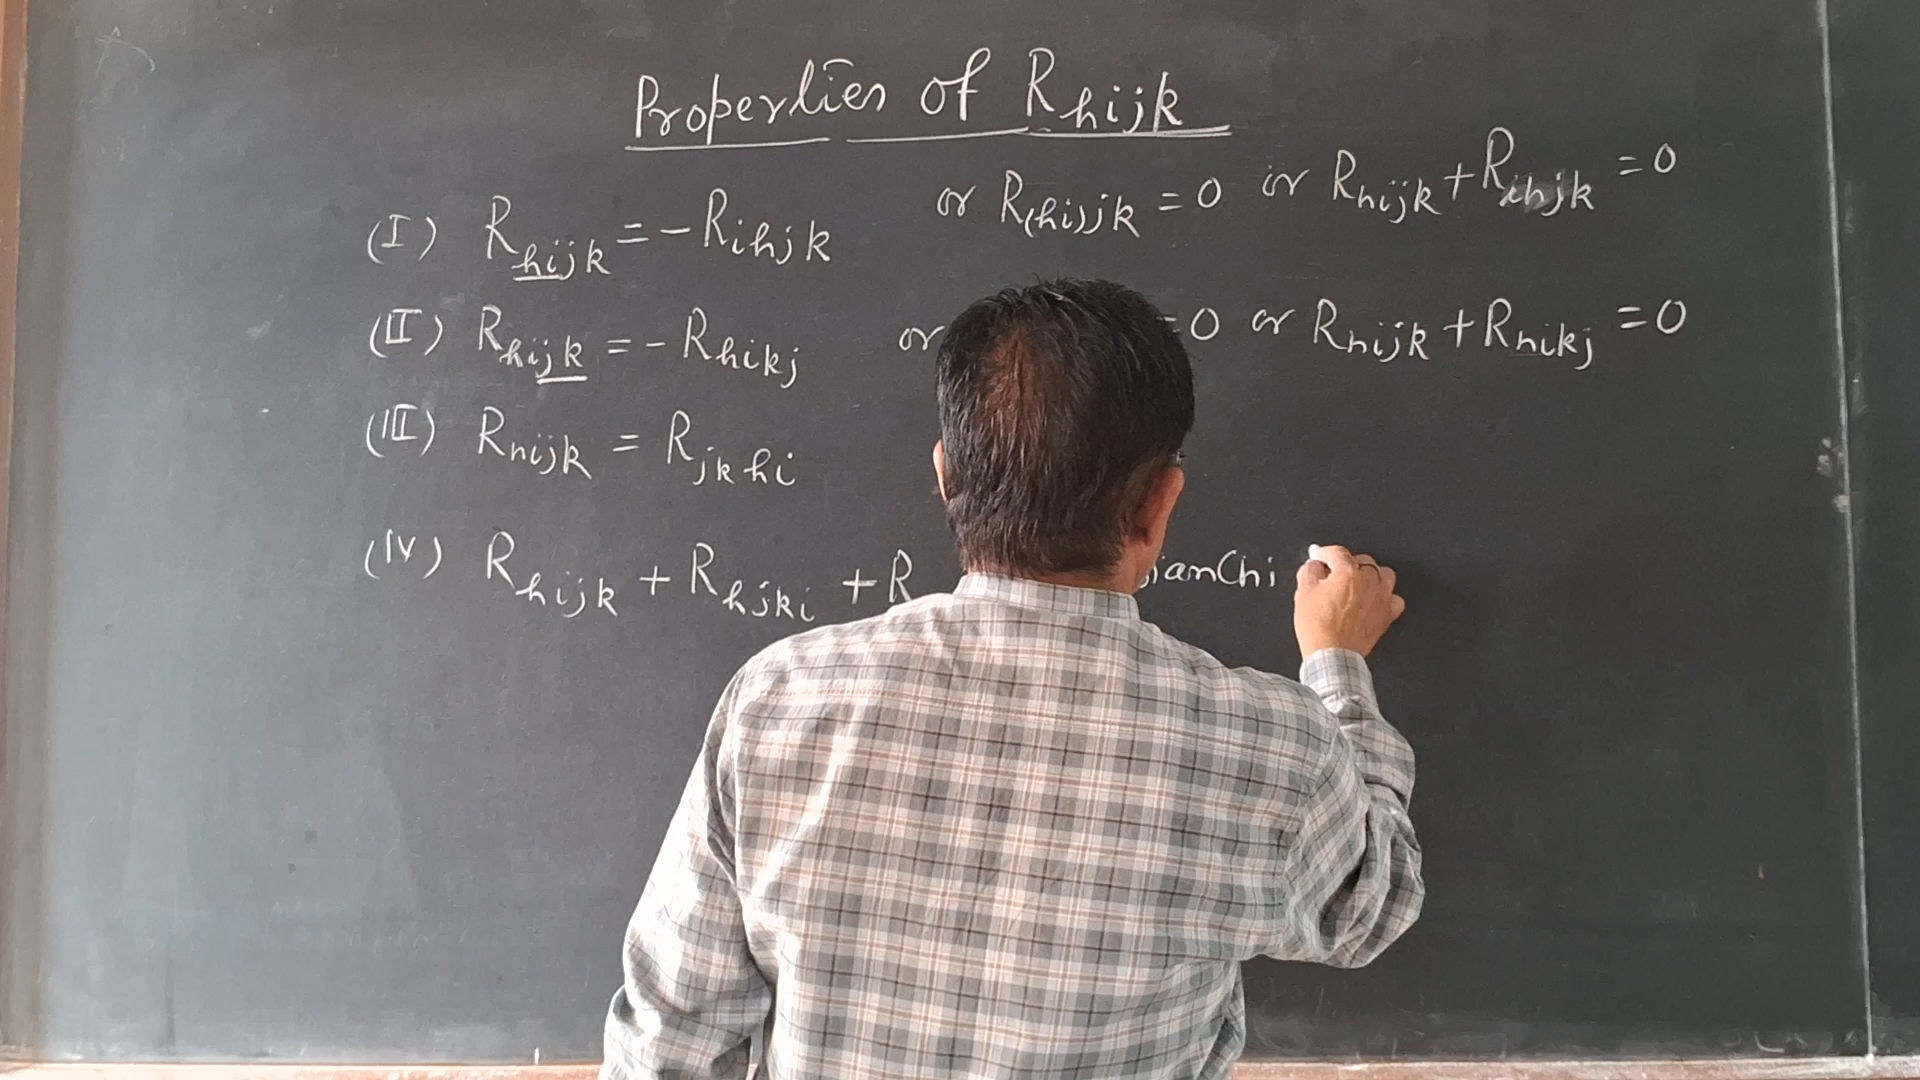 Properties of Rhijk
(I) Rhijk = -Rihjk or R(hi)jk = 0 or Rhijk + Rihjk = 0
(II) Rhijk = -Rhikj or =0 or Rhijk + Rhikj = 0
(III) Rhijk = Rjkhi
(IV) Rhijk + Rhjki + R ianchi